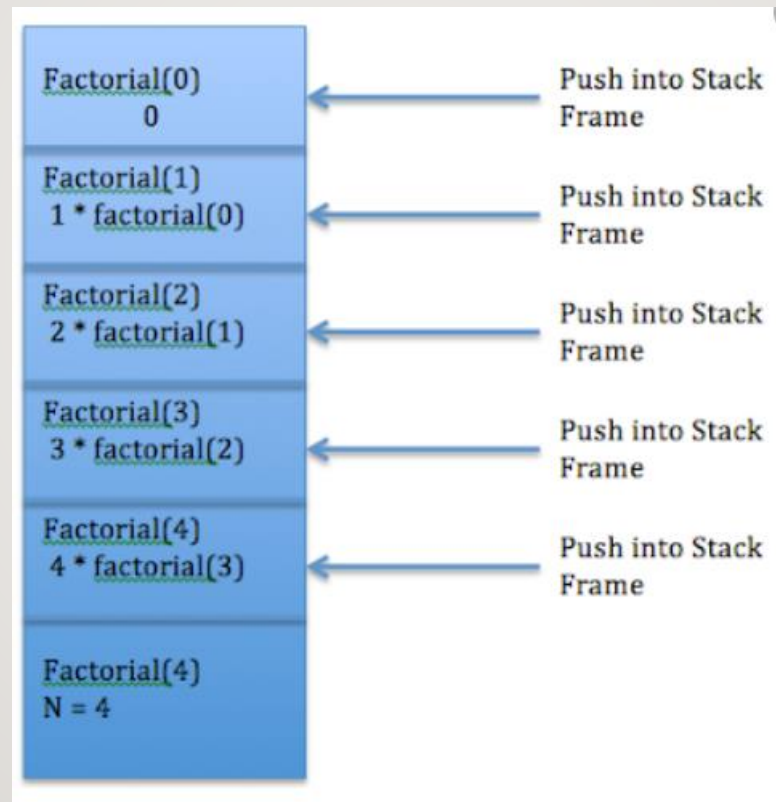 Factorial(0)
0
Push into Stack
Frame
Factorial(1)
1 * factorial(0)
Push into Stack
Frame
Factorial(2)
2 * factorial(1)
Push into Stack
Frame
Factorial(3)
3 * factorial(2)
Push into Stack
Frame
Factorial(4)
4 * factorial(3)
Push into Stack
Frame
Factorial(4)
N = 4